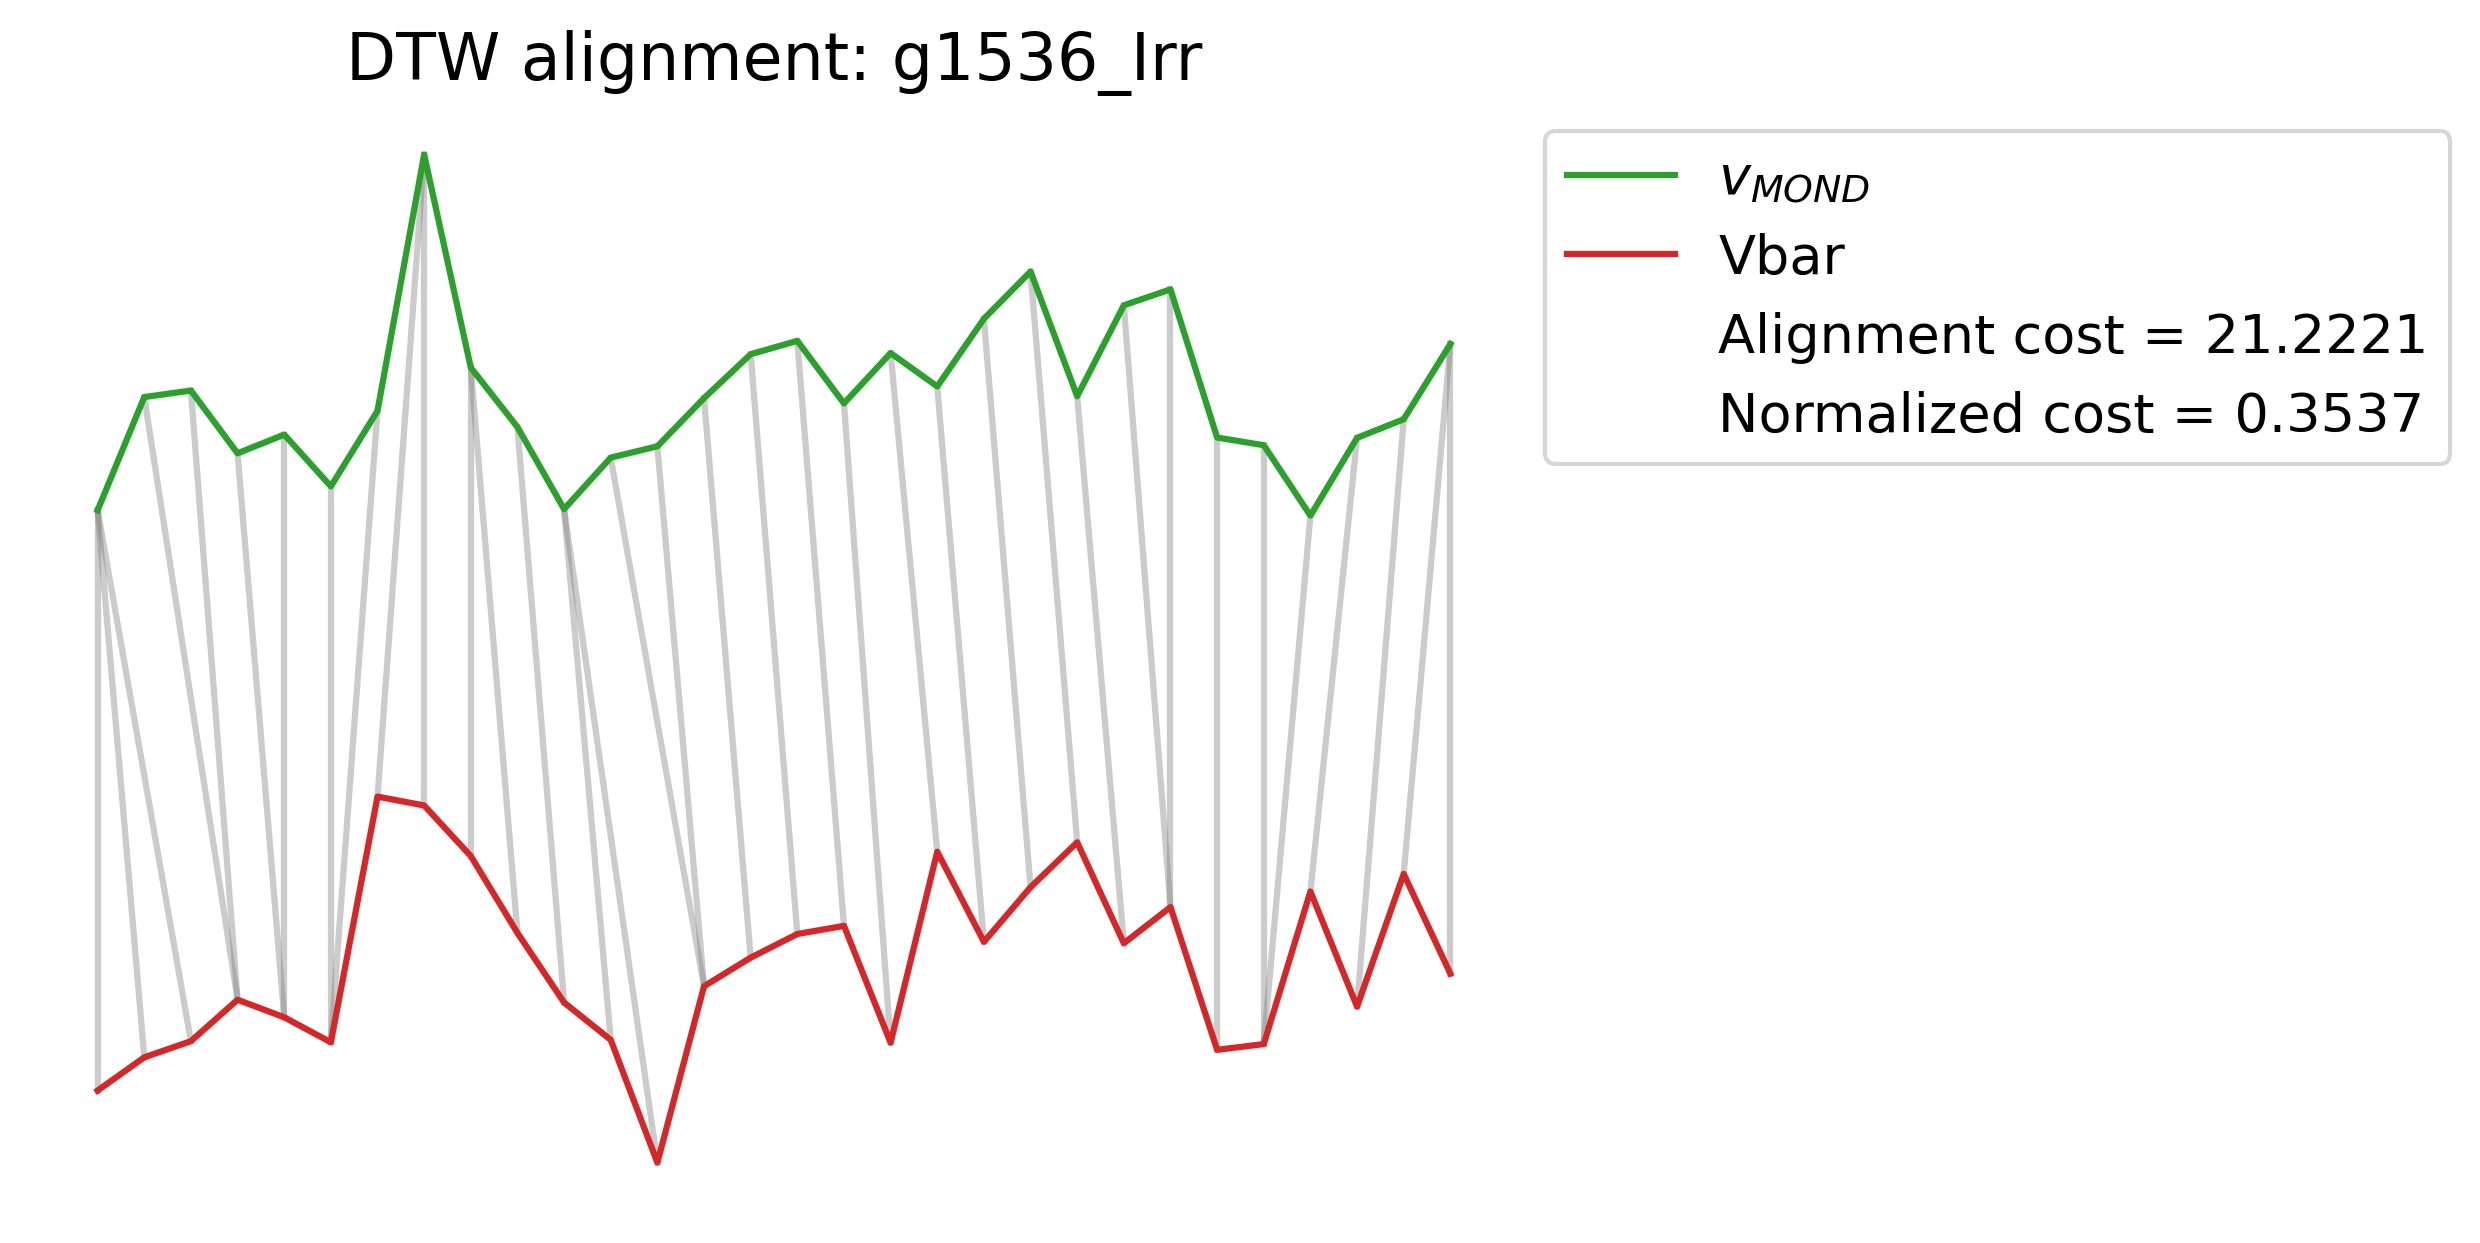 DTW alignment: g1536_Irr
v_MOND
Vbar
Alignment cost = 21.2221
Normalized cost = 0.3537